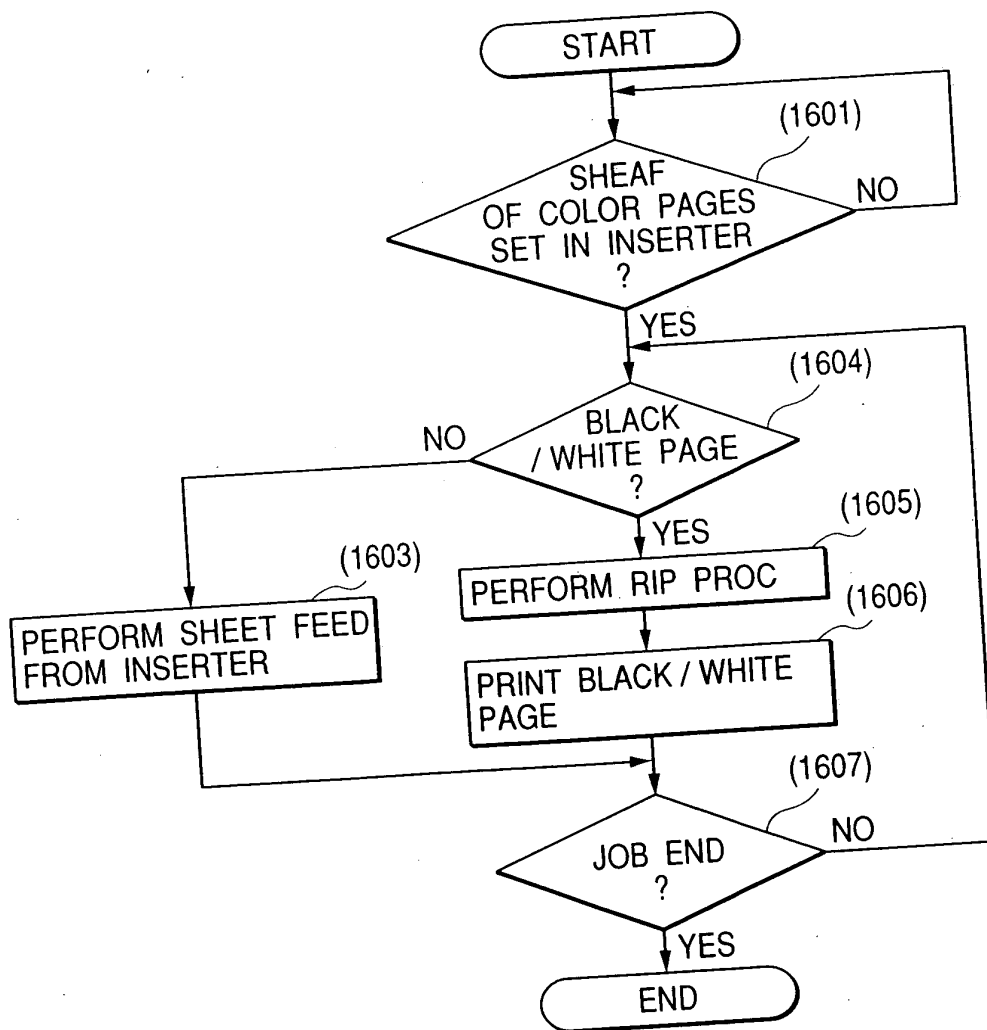 START
(1601)
SHEAF
OF COLOR PAGES
SET IN INSERTER
?
NO
YES
(1604)
BLACK
/ WHITE PAGE
?
NO
YES
(1605)
PERFORM RIP PROC
(1603)
PERFORM SHEET FEED
FROM INSERTER
(1606)
PRINT BLACK / WHITE
PAGE
(1607)
JOB END
?
NO
YES
END